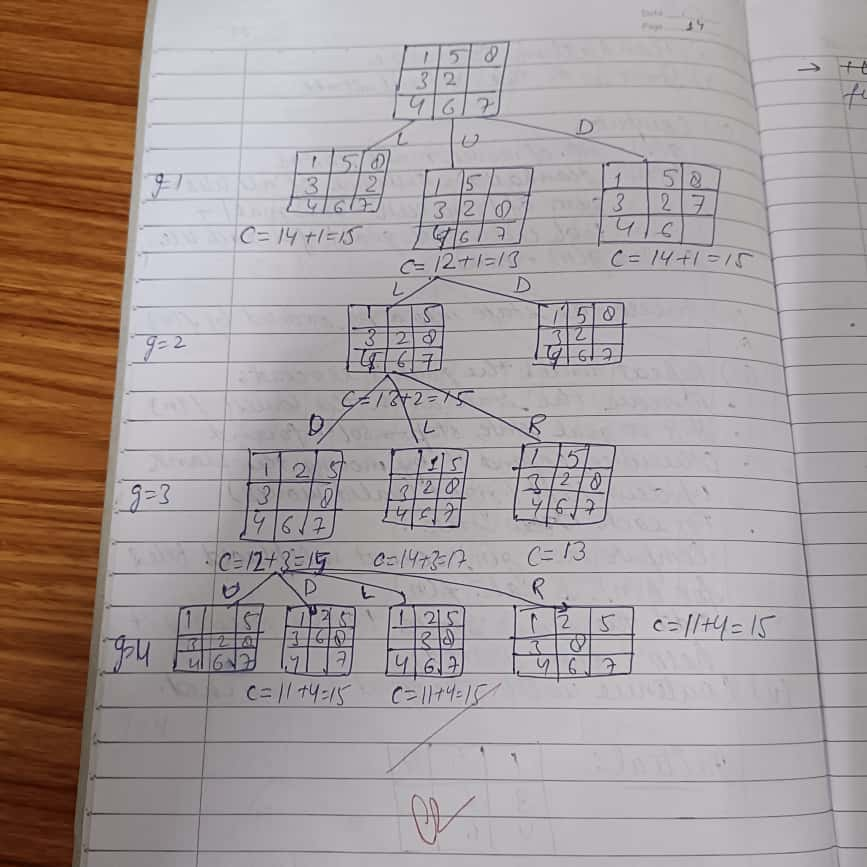 Date
Page 14
1 5 8
3 2
4 6 7
L U D
g=1
1 5 8
3 2
4 6 7
C = 14+1=15
1 5
3 2 8
4 6 7
C = 12+1=13
1 5 8
3 2 7
4 6
C = 14+1=15
L D
g=2
1 5
3 2 8
4 6 7
C = 13+2=15
1 5 8
3 2
4 6 7
D L R
g=3
1 2 5
3 8
4 6 7
C=12+3=15
1 5
3 2 8
4 6 7
C=14+3=17
1 5
3 2 8
4 6 7
C= 13
U D L R
g=4
1 5
3 2 8
4 6 7
1 2 5
3 6 8
4 7
C=11+4=15
1 2 5
3 8
4 6 7
C=11+4=15
1 2 5
3 8
4 6 7
C=11+4=15